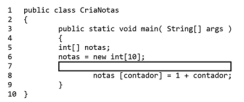 1 public class CriaNotas
2 {
3 public static void main( String[] args )
4 {
5 int[] notas;
6 notas = new int[10];
7
8 notas [contador] = 1 + contador;
9 }
10 }